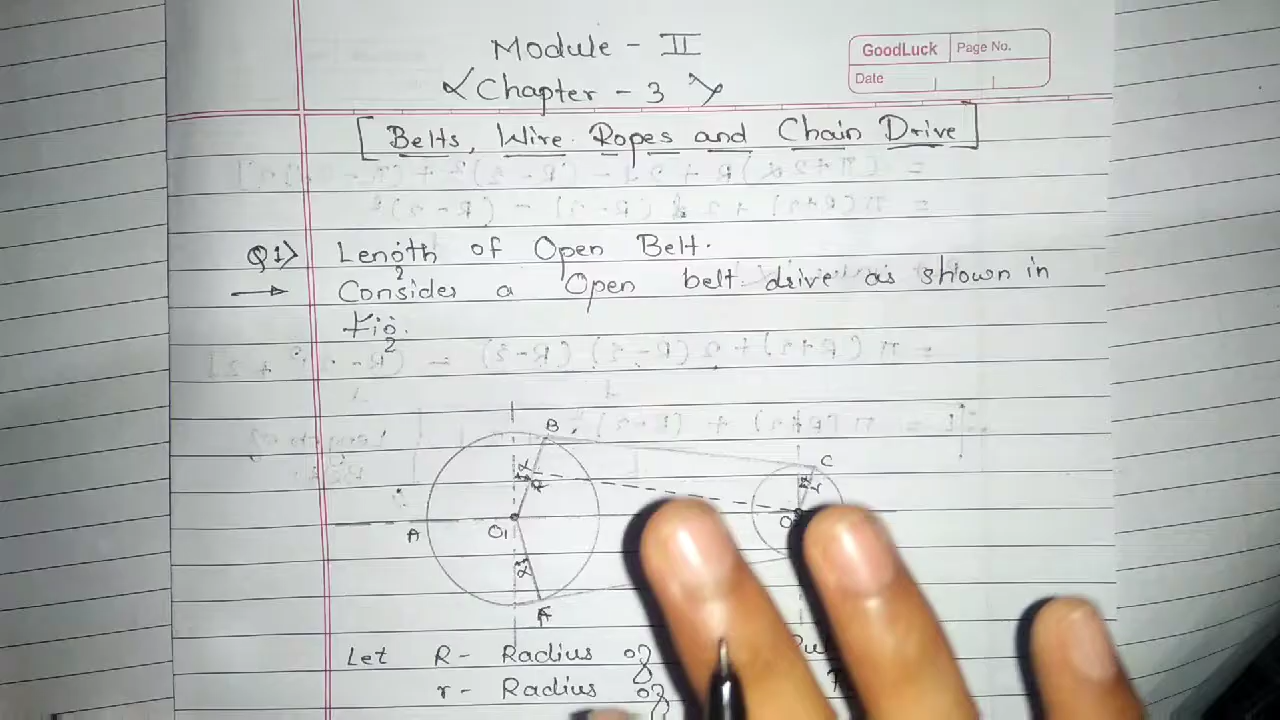 Module - II
GoodLuck Page No.
Date
<Chapter - 3>
[Belts, Wire Ropes and Chain Drive]
Q1> Length of Open Belt.
→ Consider a Open belt drive as shown in
fig.
B
C
α
R
α r
A O1 O
α
F
Let R - Radius of
r - Radius of